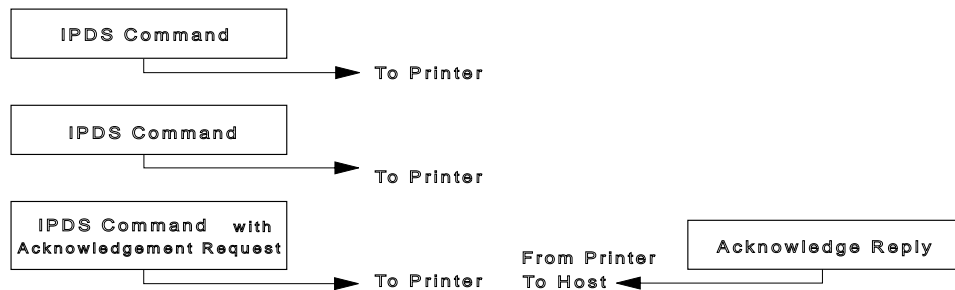 IPDS Command
To Printer
IPDS Command
To Printer
IPDS Command with
Acknowledgement Request
To Printer
From Printer
To Host
Acknowledge Reply